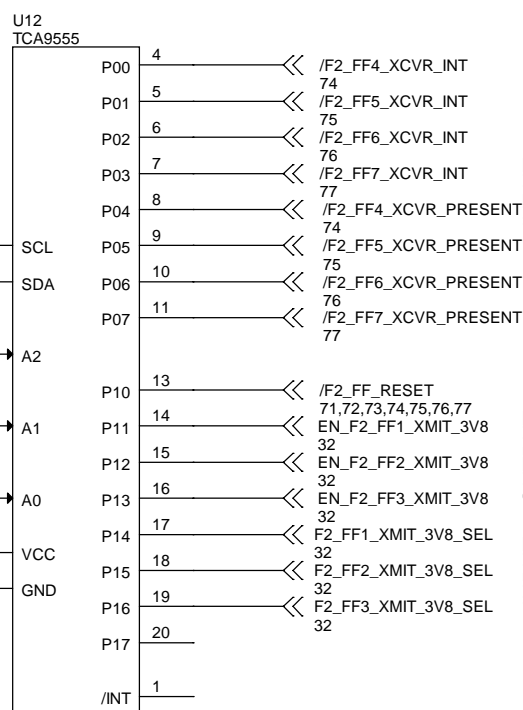 U12
TCA9555
P00 4 /F2_FF4_XCVR_INT
74
P01 5 /F2_FF5_XCVR_INT
75
P02 6 /F2_FF6_XCVR_INT
76
P03 7 /F2_FF7_XCVR_INT
77
P04 8 /F2_FF4_XCVR_PRESENT
74
SCL P05 9 /F2_FF5_XCVR_PRESENT
75
SDA P06 10 /F2_FF6_XCVR_PRESENT
76
P07 11 /F2_FF7_XCVR_PRESENT
77
A2
P10 13 /F2_FF_RESET
71,72,73,74,75,76,77
A1 P11 14 EN_F2_FF1_XMIT_3V8
32
P12 15 EN_F2_FF2_XMIT_3V8
32
A0 P13 16 EN_F2_FF3_XMIT_3V8
32
P14 17 F2_FF1_XMIT_3V8_SEL
32
VCC
P15 18 F2_FF2_XMIT_3V8_SEL
32
GND
P16 19 F2_FF3_XMIT_3V8_SEL
32
P17 20
/INT 1